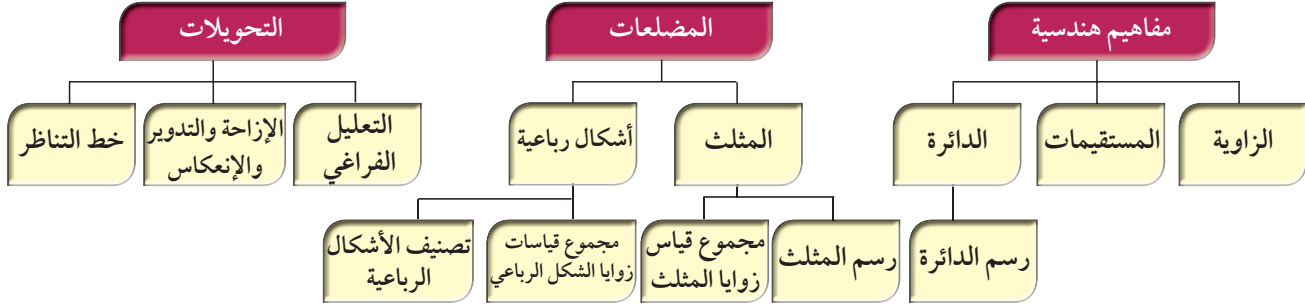 مفاهيم هندسية
المضلعات
التحويلات
الزاوية
المستقيمات
الدائرة
المثلث
أشكال رباعية
التعليل
الفراغي
الإزاحة والتدوير
والإنعكاس
خط التناظر
رسم الدائرة
رسم المثلث
مجموع قياس
زوايا المثلث
مجموع قياسات
زوايا الشكل الرباعي
تصنيف الأشكال
الرباعية